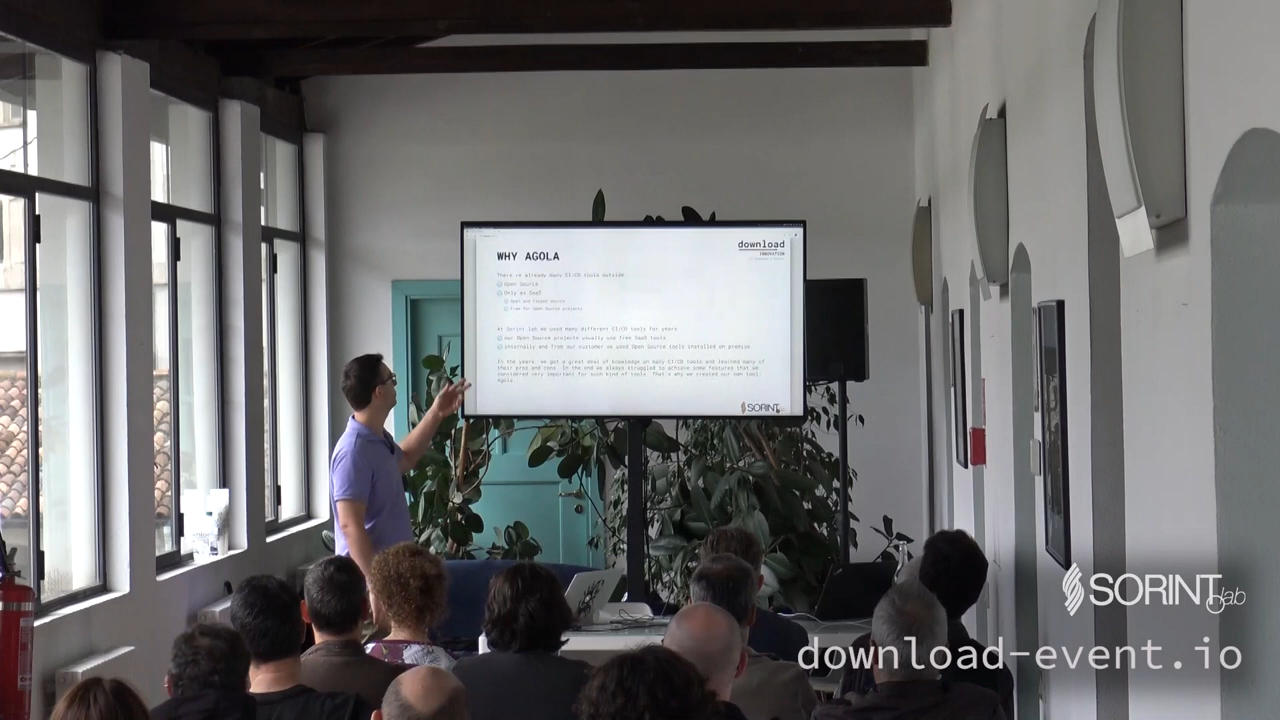 WHY AGOLA
download
INNOVATION
There're already many CI/CD tools outside
Open Source
Only as SaaS
Open and closed source
Free for Open Source projects
At Sorint.lab we used many different CI/CD tools for years
our Open Source projects usually use free SaaS tools
internally and from our customer we used Open Source tools installed on premise
In the years, we got a great deal of knowledge on many CI/CD tools and learned many of
their pros and cons. In the end we always struggled to achieve some features that we
considered very important for such kind of tools. That's why we created our own tool:
Agola.
SORINT
SORINTlab
download-event.io